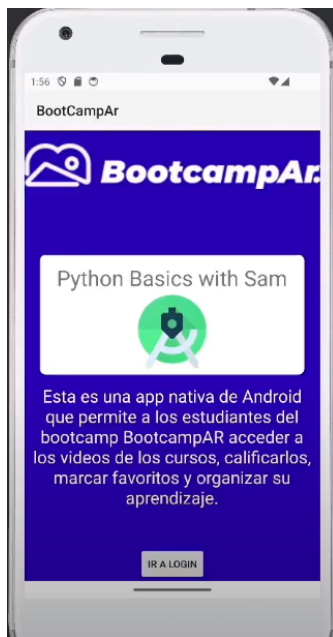 1:56
BootCampAr
BootcampAr.
Python Basics with Sam
Esta es una app nativa de Android
que permite a los estudiantes del
bootcamp BootcampAR acceder a
los videos de los cursos, calificarlos,
marcar favoritos y organizar su
aprendizaje.
IR A LOGIN